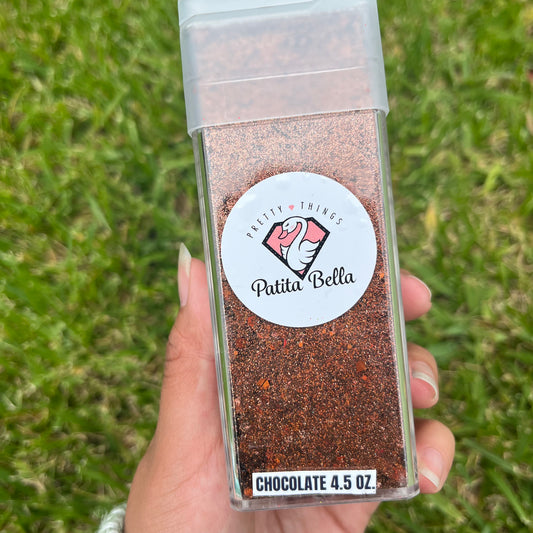 PRETTY THINGS
Patita Bella
CHOCOLATE 4.5 OZ.